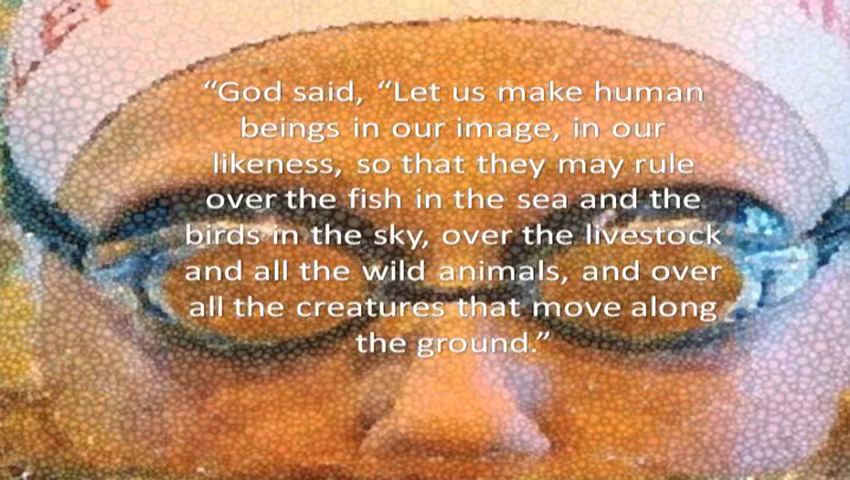 “God said, “Let us make human
beings in our image, in our
likeness, so that they may rule
over the fish in the sea and the
birds in the sky, over the livestock
and all the wild animals, and over
all the creatures that move along
the ground.”